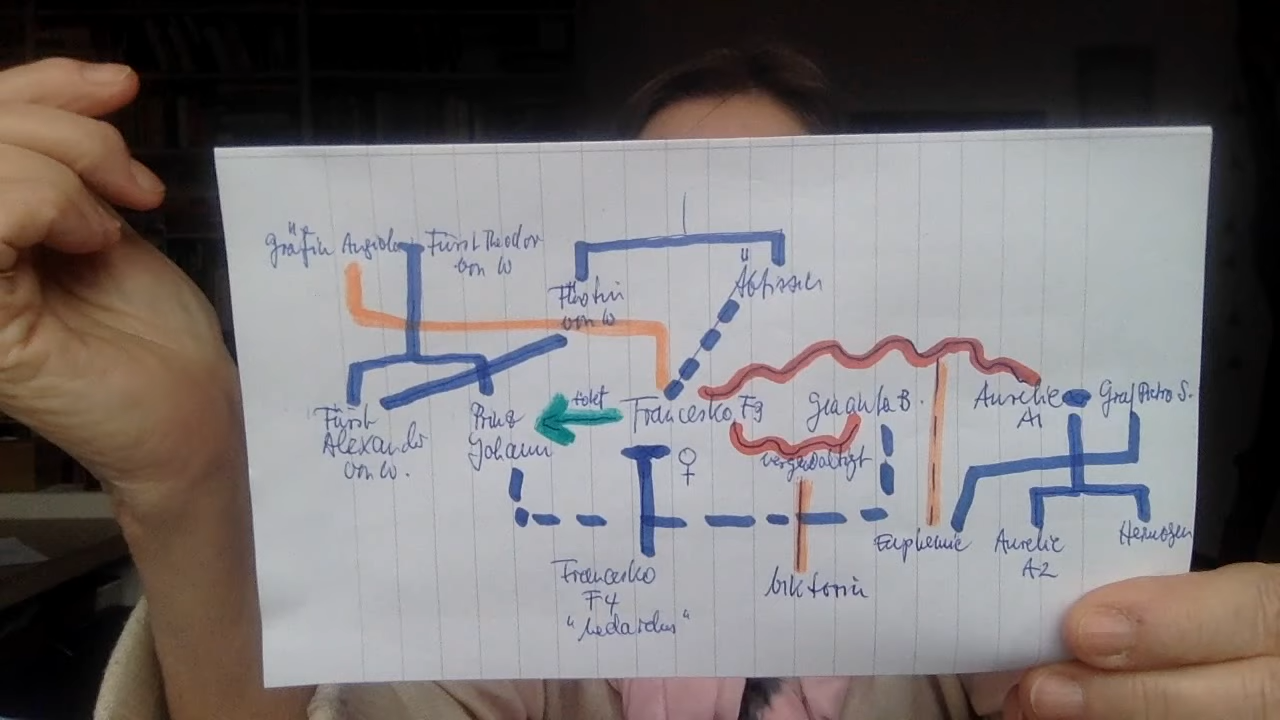 Gräfin Angiola
Fürst Theodor
von W
Fürstin
von W
Äbtissin
Fürst
Alexander
von W.
Prinz
Johann
tötet
Francesko F3
Giacinta B.
Aurelie
A1
Graf Pietro S.
♀
vergewaltigt
Francesko
F4
"Medardus"
Viktorin
Euphemie
Aurelie
A2
Hermogen